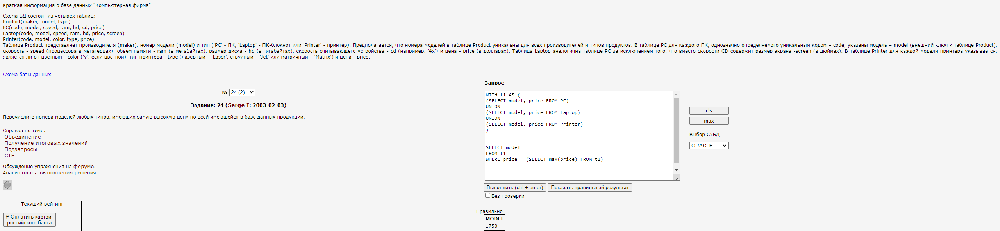 Краткая информация о базе данных "Компьютерная фирма"
Схема БД состоит из четырех таблиц:
Product(maker, model, type)
PC(code, model, speed, ram, hd, cd, price)
Laptop(code, model, speed, ram, hd, price, screen)
Printer(code, model, color, type, price)
Таблица Product представляет производителя (maker), номер модели (model) и тип ('PC' - ПК, 'Laptop' - ПК-блокнот или 'Printer' - принтер). Предполагается, что номера моделей в таблице Product уникальны для всех производителей и типов продуктов. В таблице PC для каждого ПК, однозначно определяемого уникальным кодом – code, указаны модель – model (внешний ключ к таблице Product),
скорость - speed (процессора в мегагерцах), объем памяти - ram (в мегабайтах), размер диска - hd (в гигабайтах), скорость считывающего устройства - cd (например, '4x') и цена - price (в долларах). Таблица Laptop аналогична таблице РС за исключением того, что вместо скорости CD содержит размер экрана -screen (в дюймах). В таблице Printer для каждой модели принтера указывается,
является ли он цветным - color ('y', если цветной), тип принтера - type (лазерный – 'Laser', струйный – 'Jet' или матричный – 'Matrix') и цена - price.
Схема базы данных
№ 24 (2)
Задание: 24 (Serge I: 2003-02-03)
Перечислите номера моделей любых типов, имеющих самую высокую цену по всей имеющейся в базе данных продукции.
Справка по теме:
Объединение
Получение итоговых значений
Подзапросы
CTE
Обсуждение упражнения на форуме.
Анализ плана выполнения решения.
Текущий рейтинг
₽ Оплатить картой
российского банка
Запрос
WITH t1 AS (
(SELECT model, price FROM PC)
UNION
(SELECT model, price FROM Laptop)
UNION
(SELECT model, price FROM Printer)
)
SELECT model
FROM t1
WHERE price = (SELECT max(price) FROM t1)
cls
max
Выбор СУБД
ORACLE
Выполнить (ctrl + enter) Показать правильный результат
Без проверки
Правильно
MODEL
1750